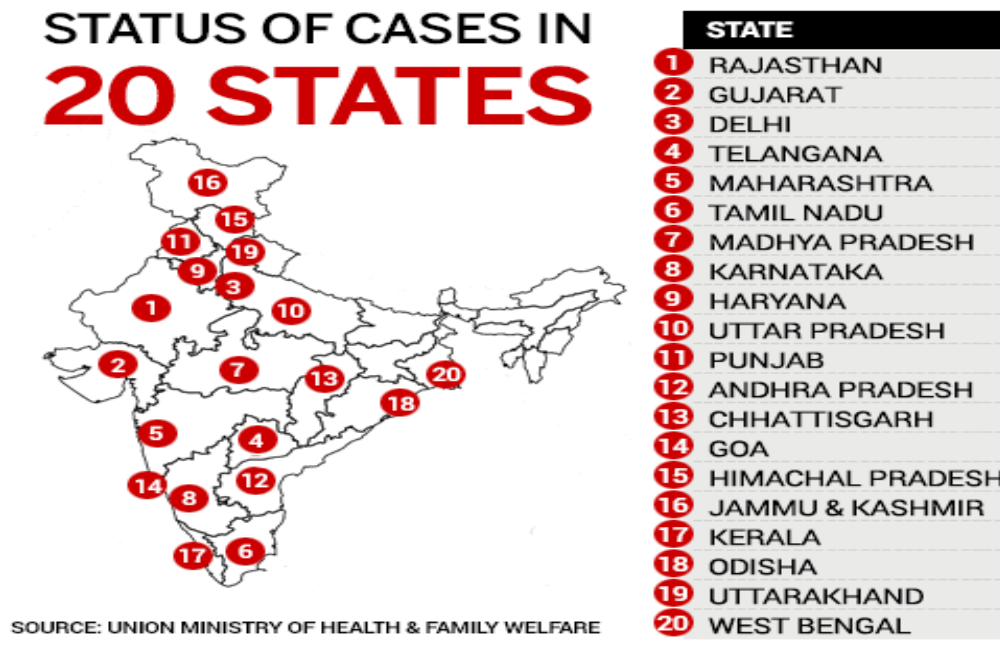 STATUS OF CASES IN
20 STATES
16
15
11
19
9
3
1
10
2
7
13
20
18
5
4
12
14
8
17
6
SOURCE: UNION MINISTRY OF HEALTH & FAMILY WELFARE
STATE
1 RAJASTHAN
2 GUJARAT
3 DELHI
4 TELANGANA
5 MAHARASHTRA
6 TAMIL NADU
7 MADHYA PRADESH
8 KARNATAKA
9 HARYANA
10 UTTAR PRADESH
11 PUNJAB
12 ANDHRA PRADESH
13 CHHATTISGARH
14 GOA
15 HIMACHAL PRADESH
16 JAMMU & KASHMIR
17 KERALA
18 ODISHA
19 UTTARAKHAND
20 WEST BENGAL